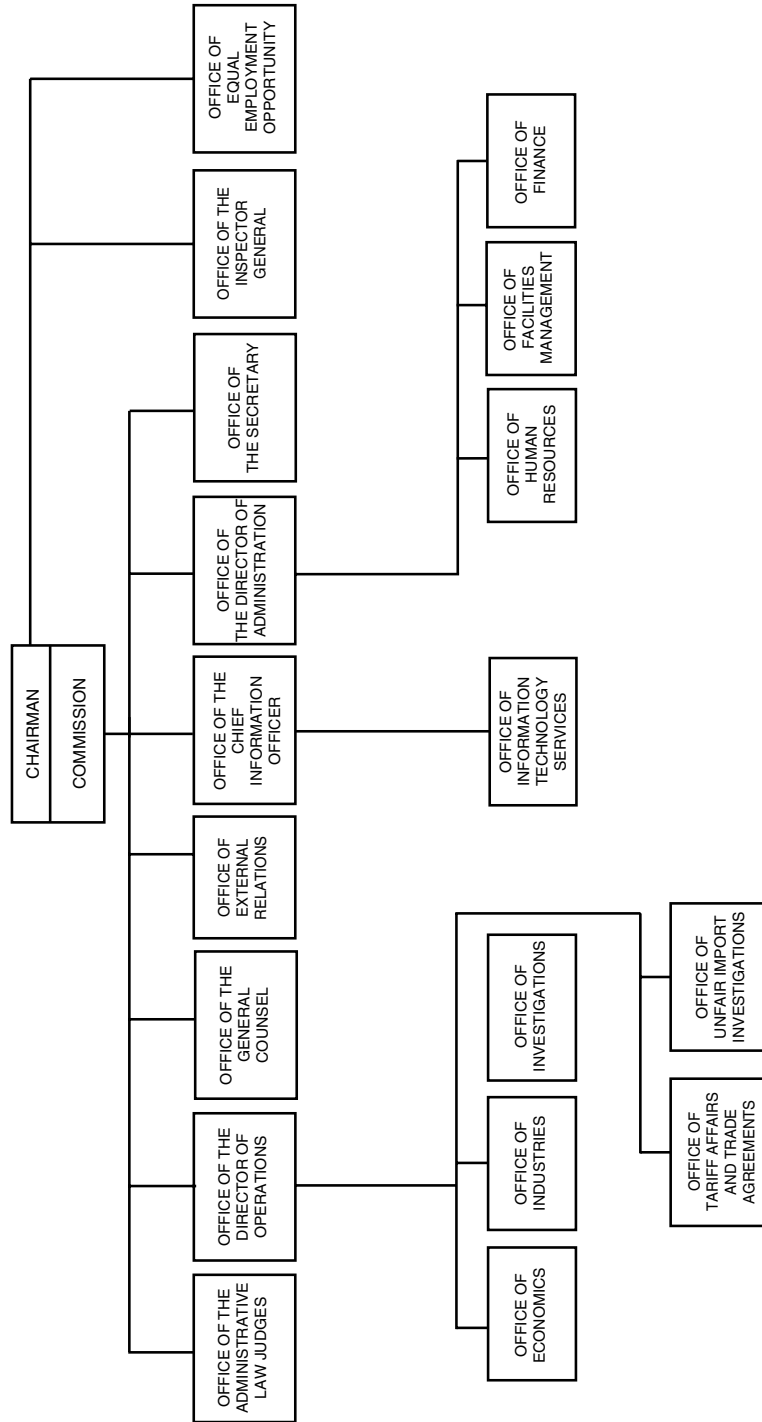 CHAIRMAN
COMMISSION
OFFICE OF THE
ADMINISTRATIVE
LAW JUDGES
OFFICE OF THE
DIRECTOR OF
OPERATIONS
OFFICE OF THE
GENERAL
COUNSEL
OFFICE OF
EXTERNAL
RELATIONS
OFFICE OF THE
CHIEF
INFORMATION
OFFICER
OFFICE OF
THE DIRECTOR OF
ADMINISTRATION
OFFICE OF
THE SECRETARY
OFFICE OF THE
INSPECTOR
GENERAL
OFFICE OF
EQUAL
EMPLOYMENT
OPPORTUNITY
OFFICE OF
ECONOMICS
OFFICE OF
INDUSTRIES
OFFICE OF
INVESTIGATIONS
OFFICE OF
INFORMATION
TECHNOLOGY
SERVICES
OFFICE OF
HUMAN
RESOURCES
OFFICE OF
FACILITIES
MANAGEMENT
OFFICE OF
FINANCE
OFFICE OF
TARIFF AFFAIRS
AND TRADE
AGREEMENTS
OFFICE OF
UNFAIR IMPORT
INVESTIGATIONS